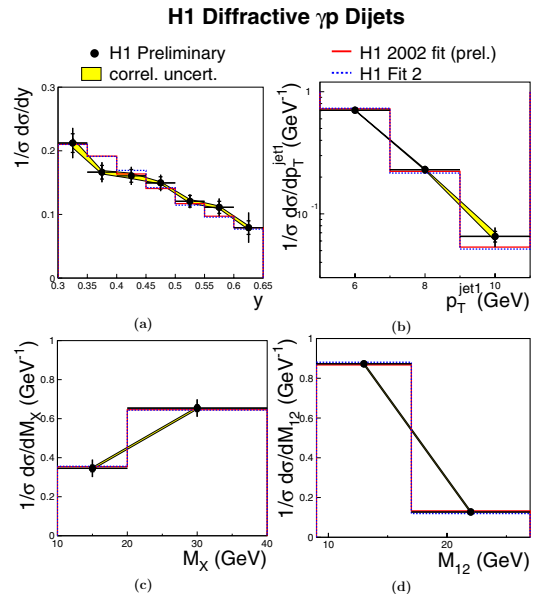 H1 Diffractive γp Dijets
H1 Preliminary
correl. uncert.
H1 2002 fit (prel.)
H1 Fit 2
1/σ dσ/dy
0.3
0.2
0.1
0
0.3 0.35 0.4 0.45 0.5 0.55 0.6 0.65
y
(a)
1/σ dσ/dp_T^jet1 (GeV⁻¹)
1
10⁻¹
6 8 10
p_T^jet1 (GeV)
(b)
1/σ dσ/dM_X (GeV⁻¹)
1
0.8
0.6
0.4
0.2
0
10 20 30 40
M_X (GeV)
(c)
1/σ dσ/dM_12 (GeV⁻¹)
1
0.8
0.6
0.4
0.2
0
10 15 20 25
M_12 (GeV)
(d)